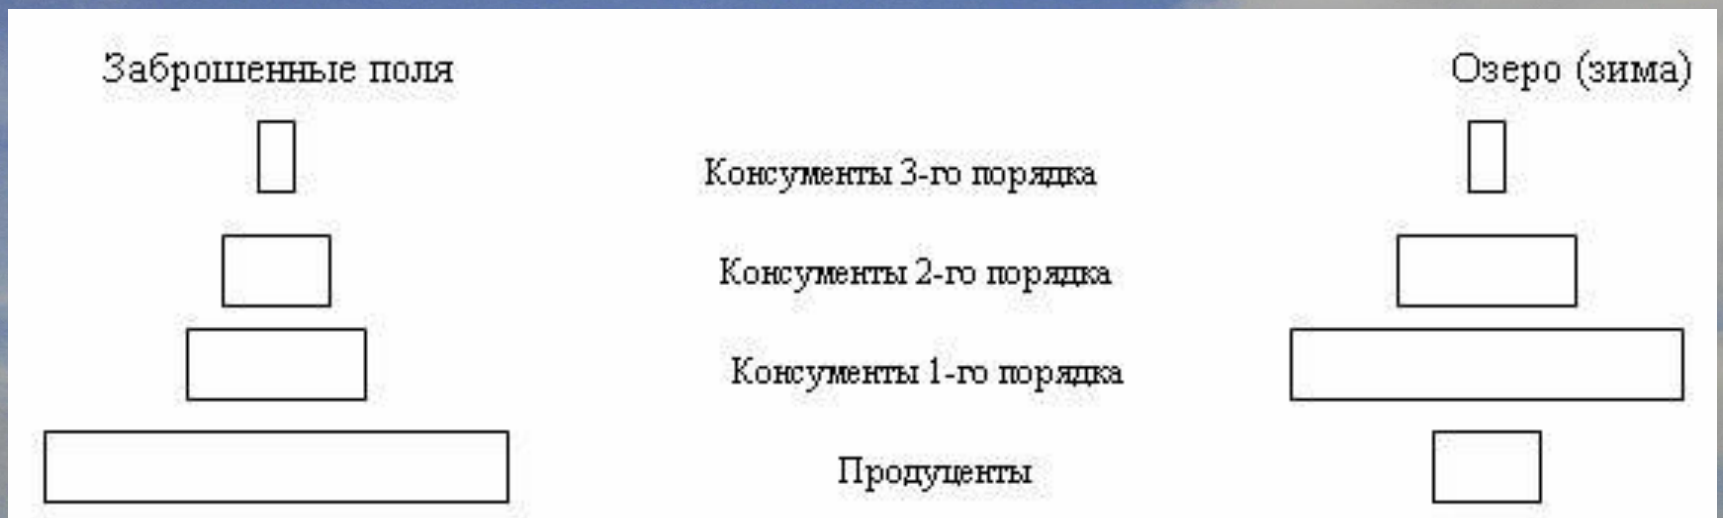 Заброшенные поля
Озеро (зима)
Консументы 3-го порядка
Консументы 2-го порядка
Консументы 1-го порядка
Продуценты